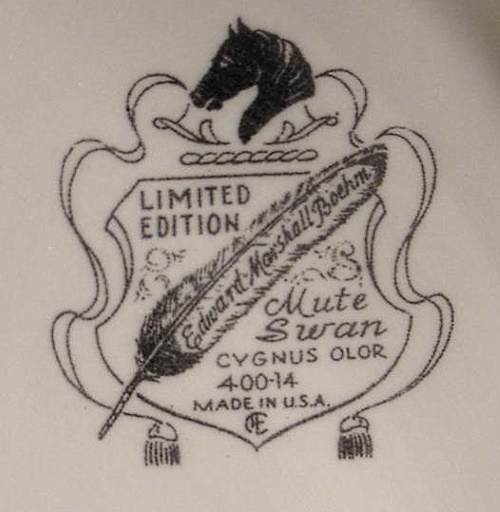 LIMITED
EDITION
Edward Marshall Boehm
Mute
Swan
CYGNUS OLOR
400-14
MADE IN U.S.A.